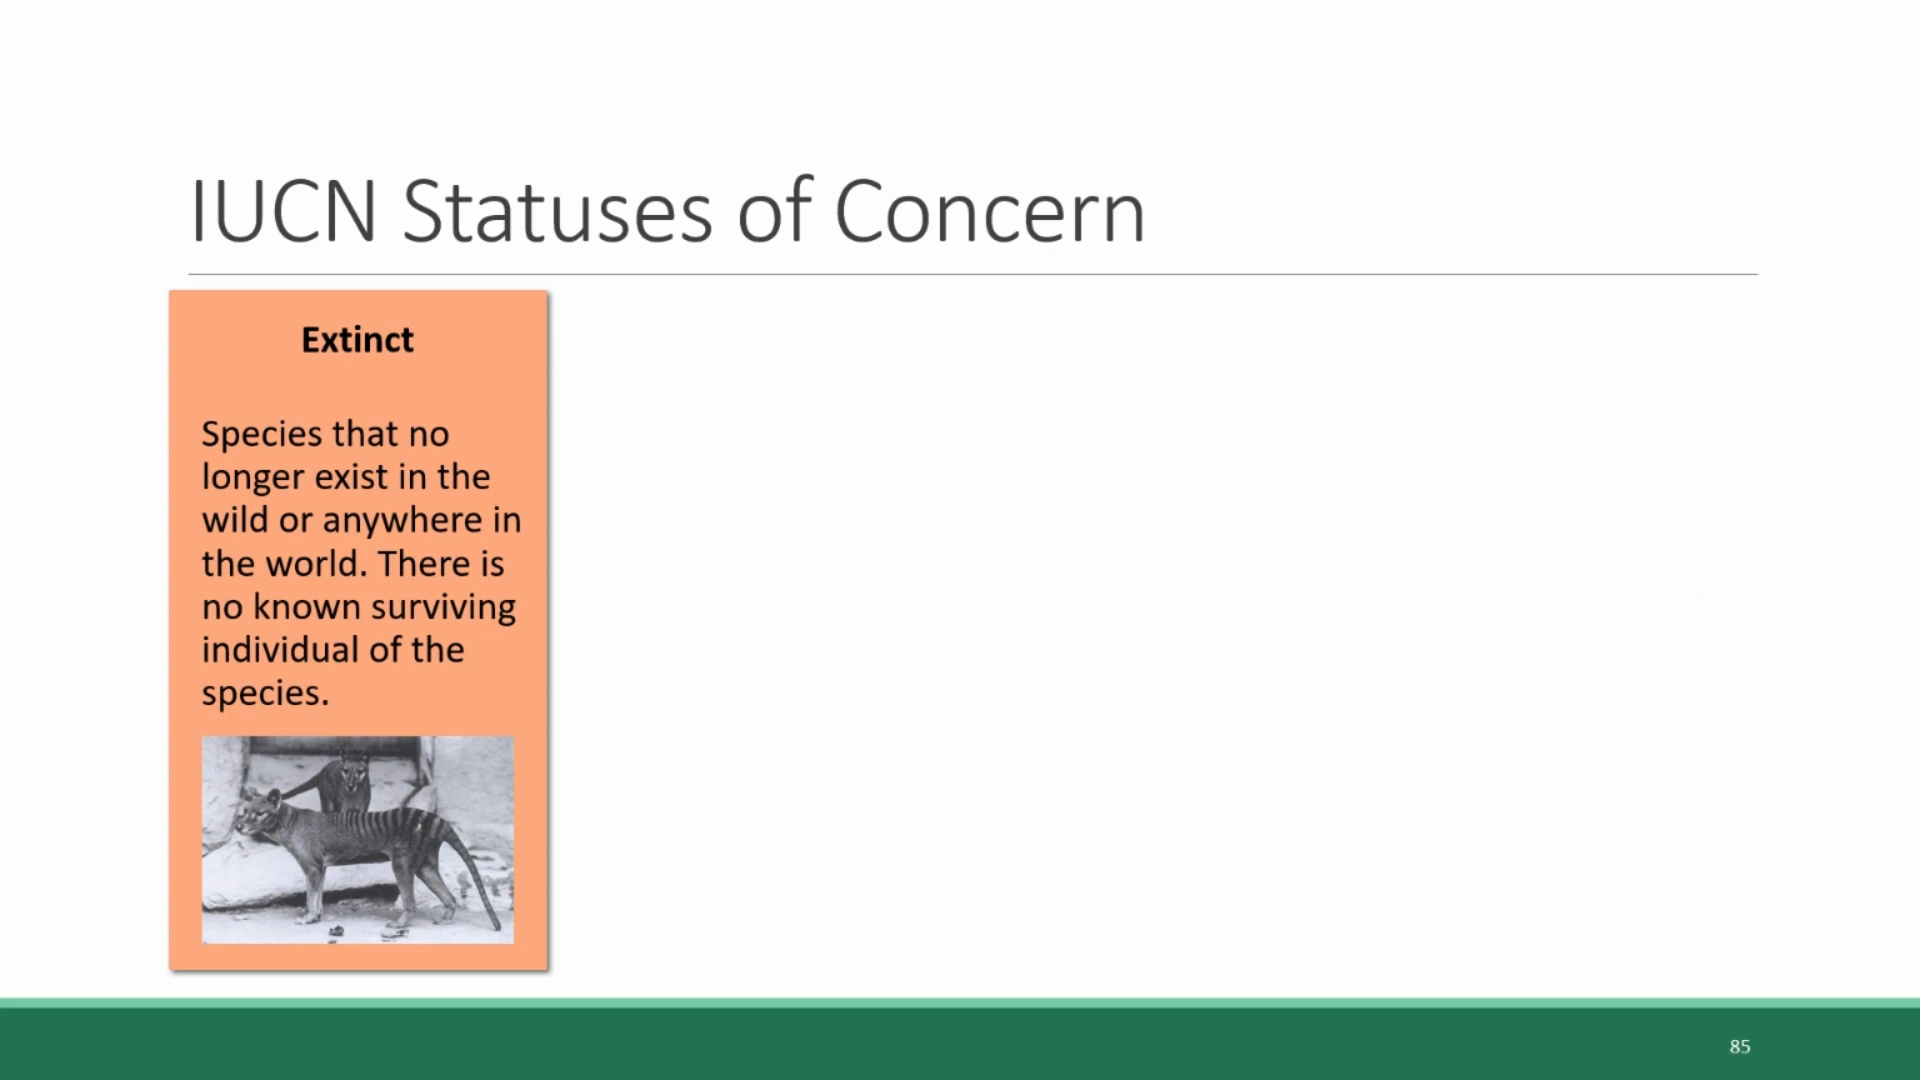 IUCN Statuses of Concern
Extinct
Species that no
longer exist in the
wild or anywhere in
the world. There is
no known surviving
individual of the
species.
85